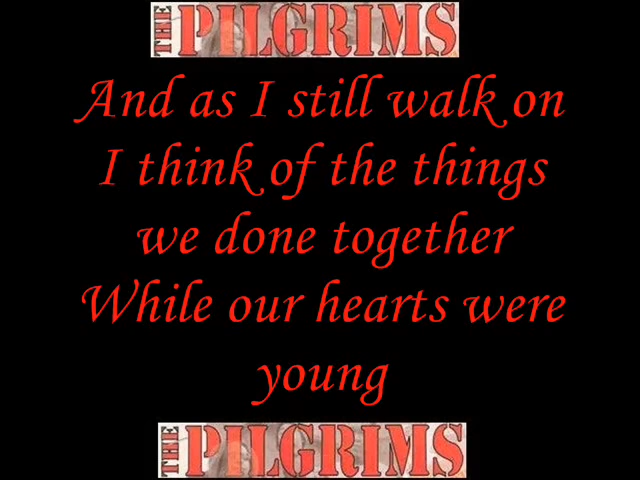 THE PILGRIMS
And as I still walk on
I think of the things
we done together
While our hearts were
young
THE PILGRIMS